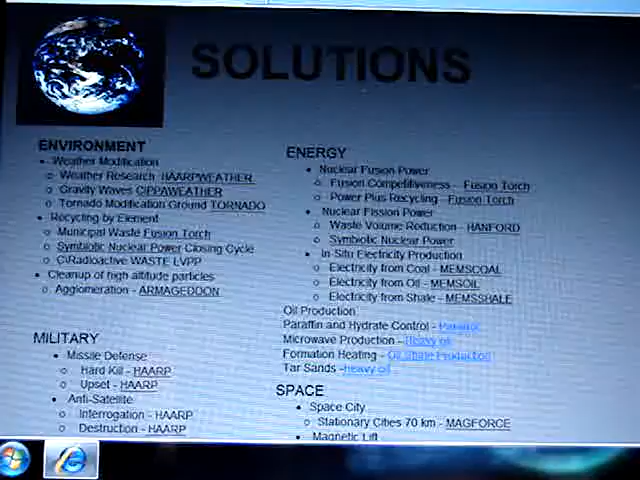 SOLUTIONS
ENVIRONMENT
Weather Modification
Weather Research HAARPWEATHER
Gravity Waves CIPPAWEATHER
Tornado Modification Ground TORNADO
Recycling by Element
Municipal Waste Fusion Torch
Symbiotic Nuclear Power Closing Cycle
C\Radioactive WASTE LVPP
Cleanup of high altitude particles
Agglomeration - ARMAGEDDON
MILITARY
Missile Defense
Hard Kill - HAARP
Upset - HAARP
Anti-Satellite
Interrogation - HAARP
Destruction - HAARP
ENERGY
Nuclear Fusion Power
Fusion Competitiveness - Fusion Torch
Power Plus Recycling - Fusion Torch
Nuclear Fission Power
Waste Volume Reduction - HANFORD
Symbiotic Nuclear Power
In-Situ Electricity Production
Electricity from Coal - MEMSCOAL
Electricity from Oil - MEMSOIL
Electricity from Shale - MEMSSHALE
Oil Production
Paraffin and Hydrate Control -
Microwave Production - Heavy oil
Formation Heating - Oil Shale Production
Tar Sands - heavy oil
SPACE
Space City
Stationary Cities 70 km - MAGFORCE
Magnetic Lift